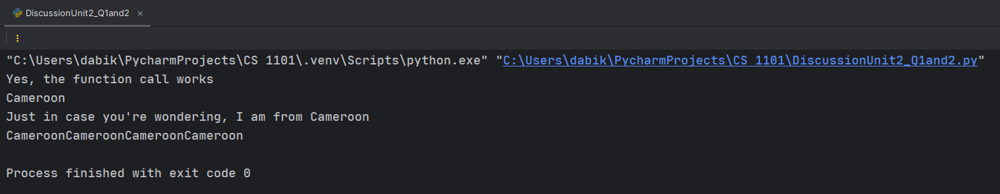 DiscussionUnit2_Q1and2 ×
"C:\Users\dabik\PycharmProjects\CS 1101\.venv\Scripts\python.exe" "C:\Users\dabik\PycharmProjects\CS 1101\DiscussionUnit2_Q1and2.py"
Yes, the function call works
Cameroon
Just in case you're wondering, I am from Cameroon
CameroonCameroonCameroonCameroon
Process finished with exit code 0